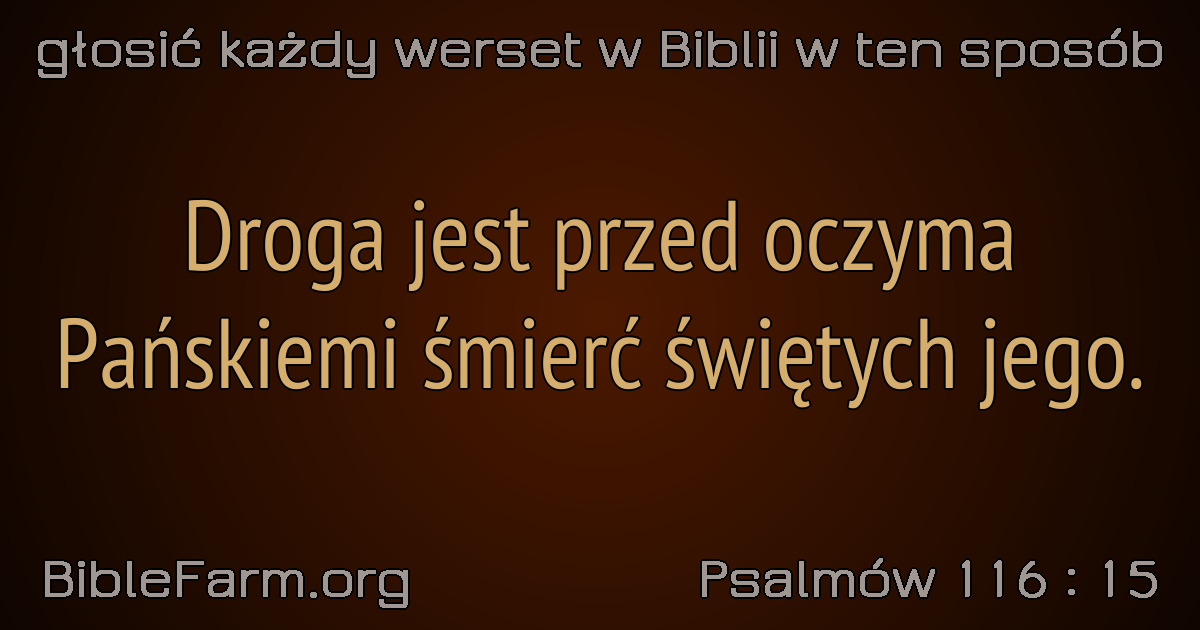 głosić każdy werset w Biblii w ten sposób
Droga jest przed oczyma
Pańskiemi śmierć świętych jego.
BibleFarm.org
Psalmów 116 : 15